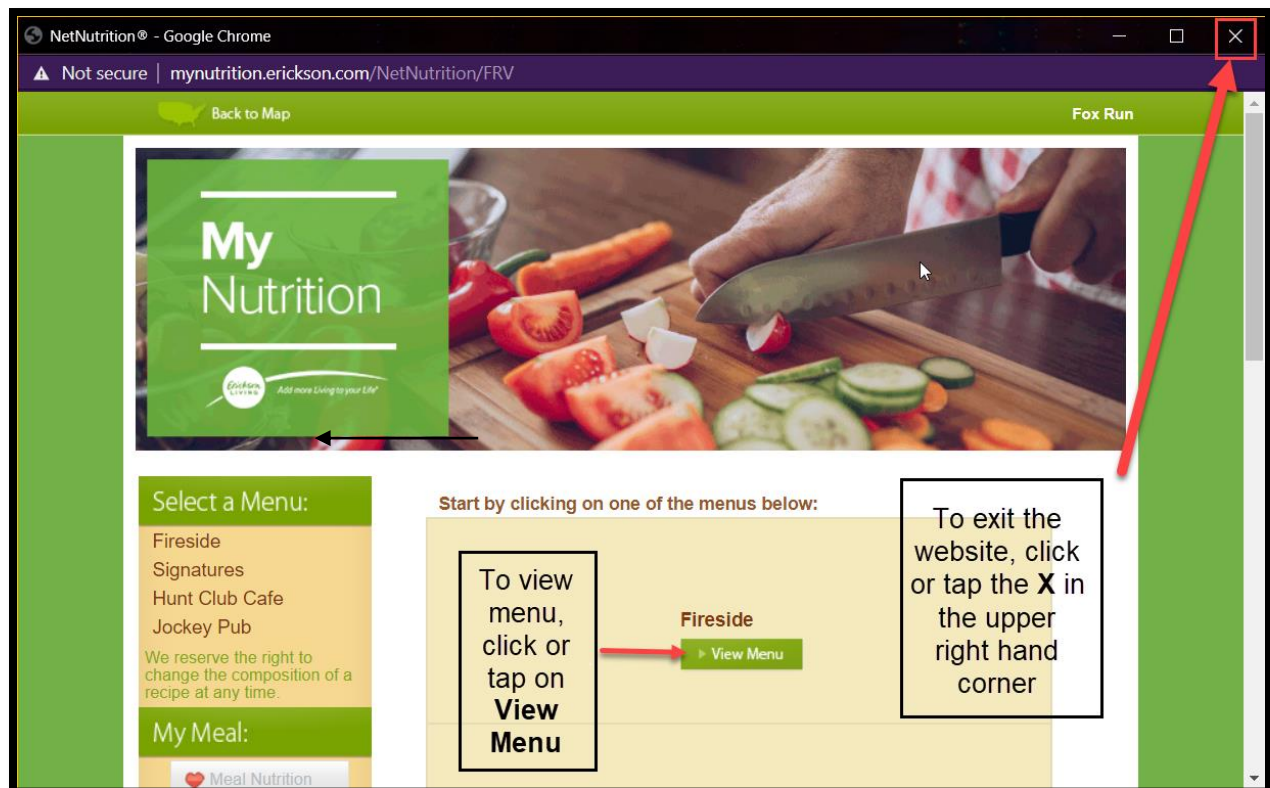 NetNutrition® - Google Chrome
Not secure | mynutrition.erickson.com/NetNutrition/FRV
Back to Map
Fox Run
My
Nutrition
Erickson
LIVING
Add more Living to your Life®
Select a Menu:
Fireside
Signatures
Hunt Club Cafe
Jockey Pub
We reserve the right to
change the composition of a
recipe at any time.
My Meal:
Meal Nutrition
Start by clicking on one of the menus below:
To view
menu,
click or
tap on
View
Menu
Fireside
View Menu
To exit the
website, click
or tap the X in
the upper
right hand
corner